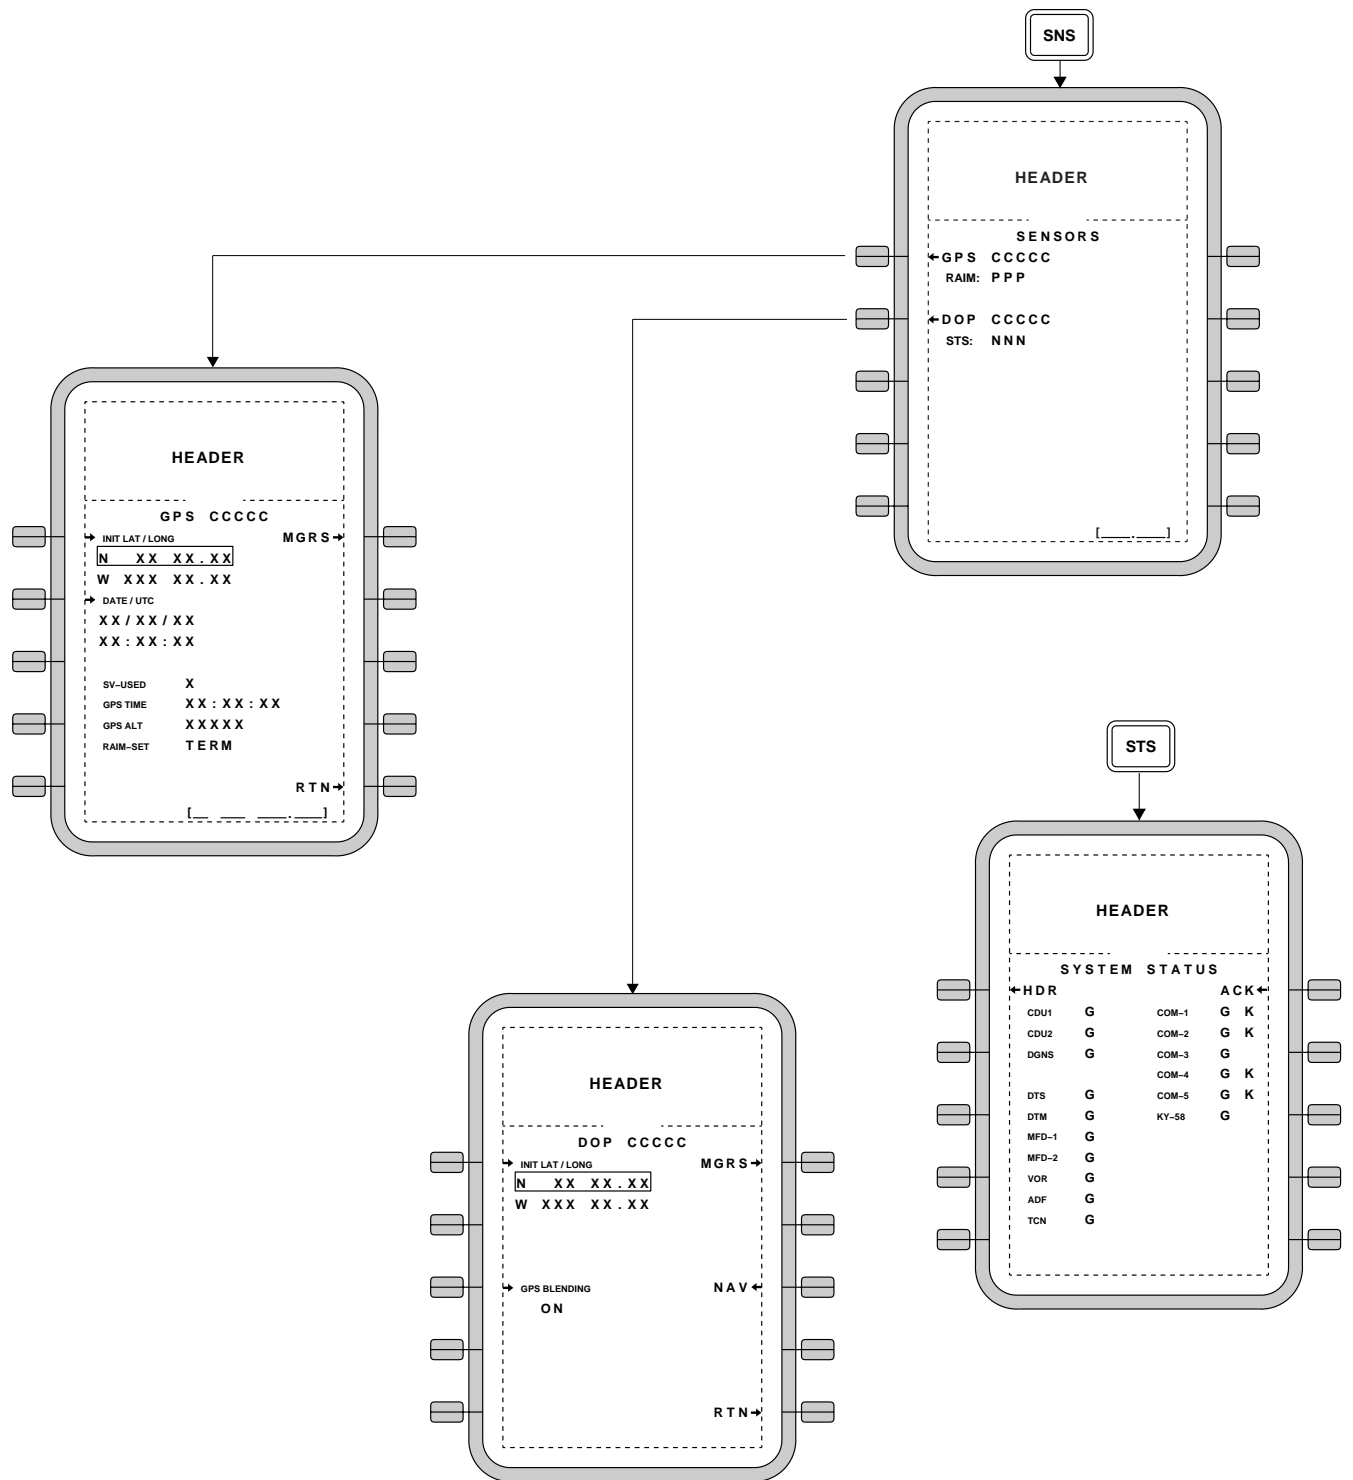 SNS
HEADER
SENSORS
←GPS CCCCC
RAIM: PPP
←DOP CCCCC
STS: NNN
[___.___]
HEADER
GPS CCCCC
→ INIT LAT / LONG MGRS→
N XX XX.XX
W XXX XX.XX
→ DATE / UTC
XX/XX/XX
XX:XX:XX
SV–USED X
GPS TIME XX:XX:XX
GPS ALT XXXXX
RAIM–SET TERM
RTN→
[__ ___ ___.___]
STS
HEADER
SYSTEM STATUS
←HDR ACK←
CDU1 G COM–1 G K
CDU2 G COM–2 G K
DGNS G COM–3 G
COM–4 G K
DTS G COM–5 G K
DTM G KY–58 G
MFD–1 G
MFD–2 G
VOR G
ADF G
TCN G
HEADER
DOP CCCCC
→ INIT LAT / LONG MGRS→
N XX XX.XX
W XXX XX.XX
→ GPS BLENDING NAV←
ON
RTN→